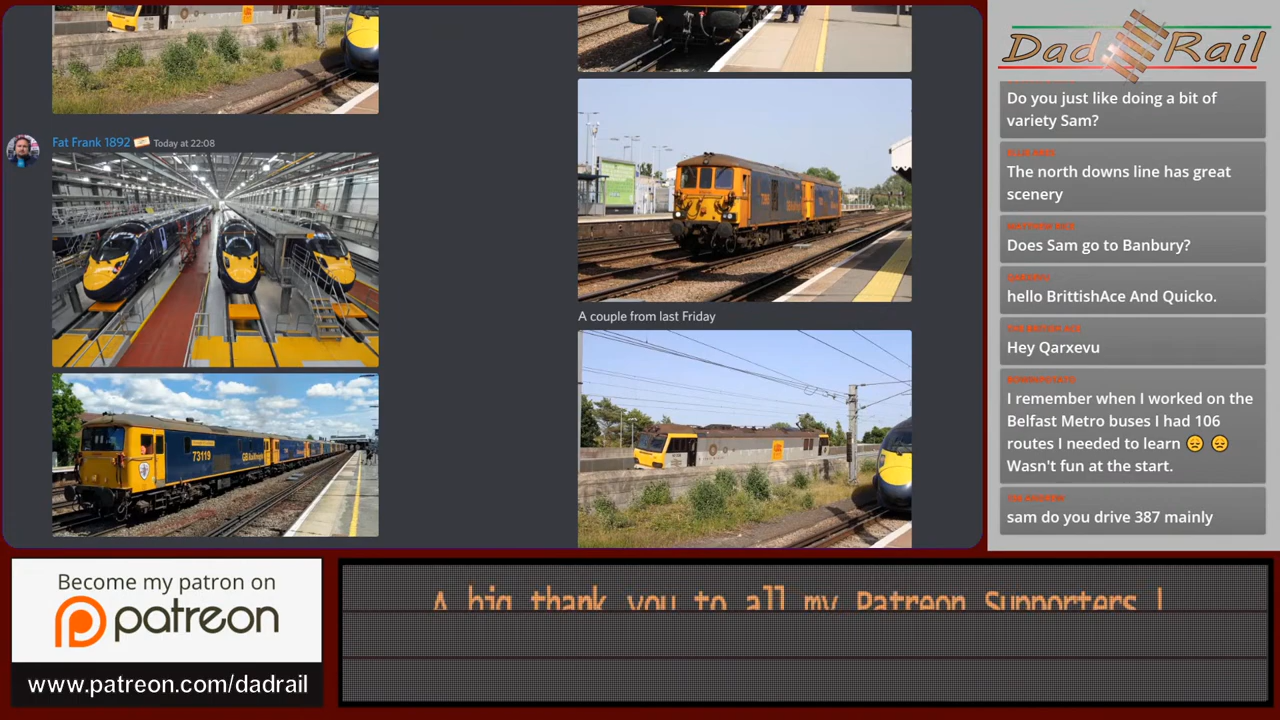 Fat Frank 1892 Today at 22:08
73119
GB Railfreight
A couple from last Friday
Dad Rail
Do you just like doing a bit of
variety Sam?
The north downs line has great
scenery
Does Sam go to Banbury?
hello BrittishAce And Quicko.
Hey Qarxevu
I remember when I worked on the
Belfast Metro buses I had 106
routes I needed to learn 😔 😔
Wasn't fun at the start.
sam do you drive 387 mainly
Become my patron on
patreon
www.patreon.com/dadrail
A big thank you to all my Patreon Supporters !